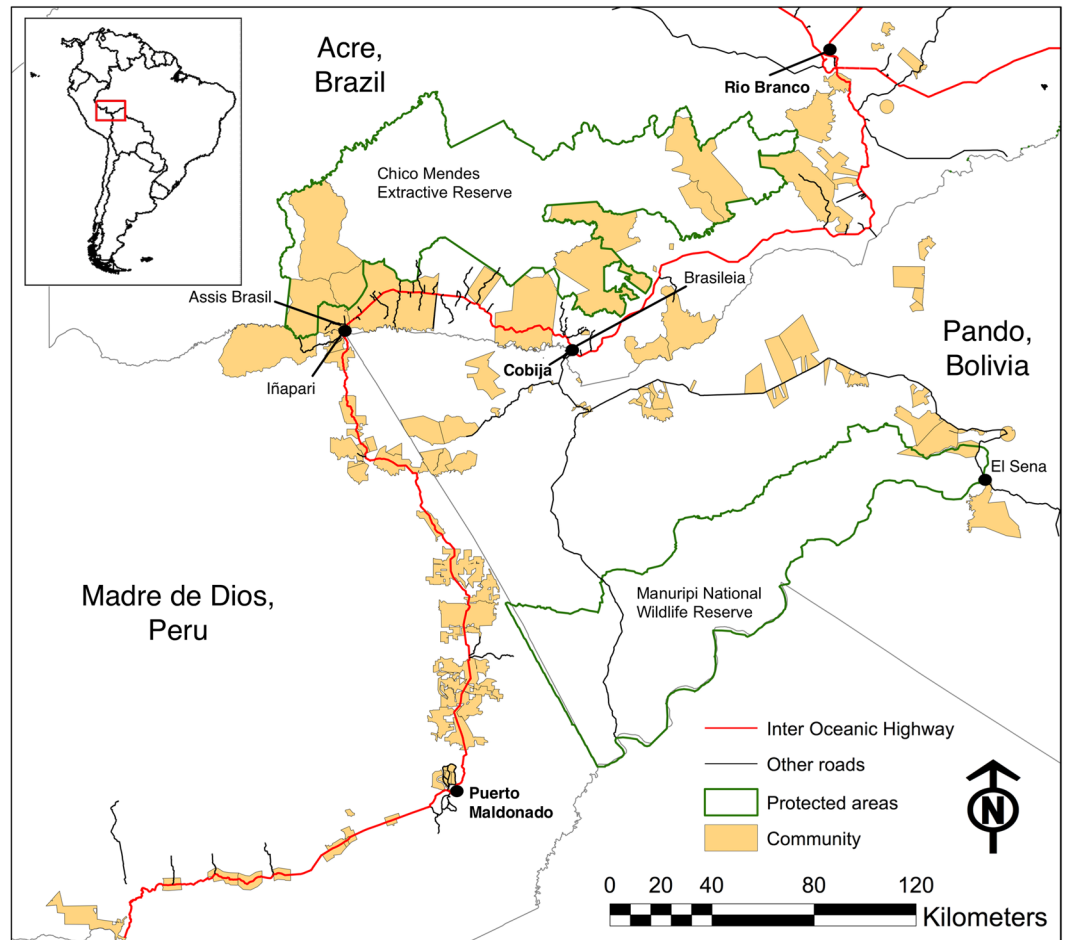 Acre,
Brazil
Rio Branco
Chico Mendes
Extractive Reserve
Assis Brasil
Brasileia
Pando,
Bolivia
Iñapari
Cobija
El Sena
Madre de Dios,
Peru
Manuripi National
Wildlife Reserve
Inter Oceanic Highway
Other roads
Protected areas
Community
N
Puerto
Maldonado
0 20 40 80 120
Kilometers